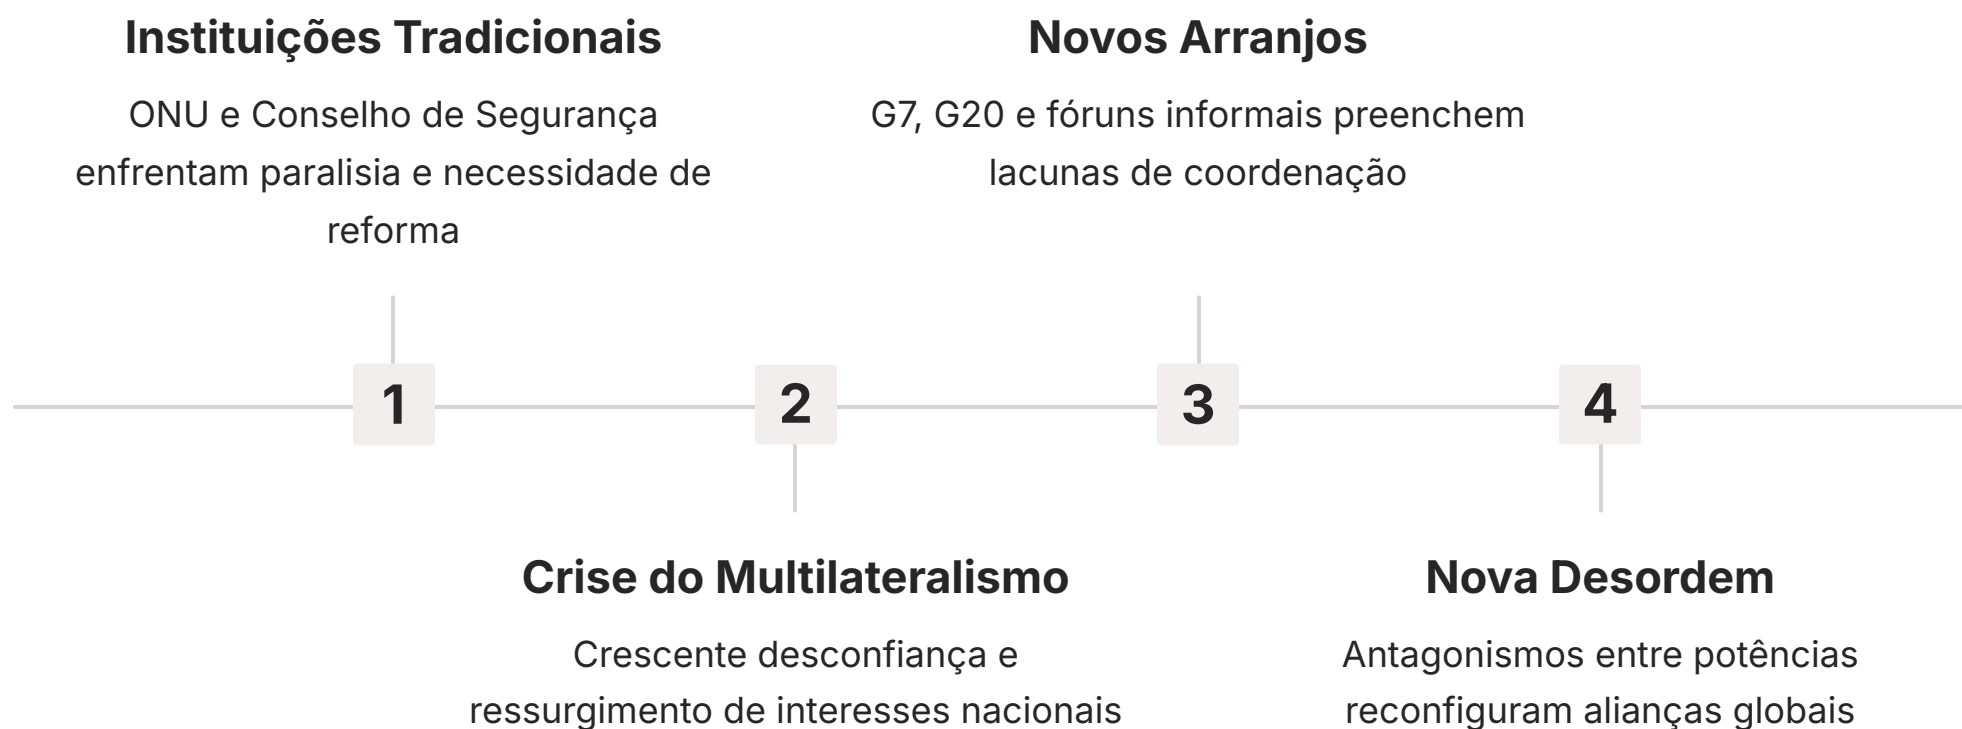 Instituições Tradicionais
ONU e Conselho de Segurança
enfrentam paralisia e necessidade de
reforma
Novos Arranjos
G7, G20 e fóruns informais preenchem
lacunas de coordenação
1
2
3
4
Crise do Multilateralismo
Crescente desconfiança e
ressurgimento de interesses nacionais
Nova Desordem
Antagonismos entre potências
reconfiguram alianças globais